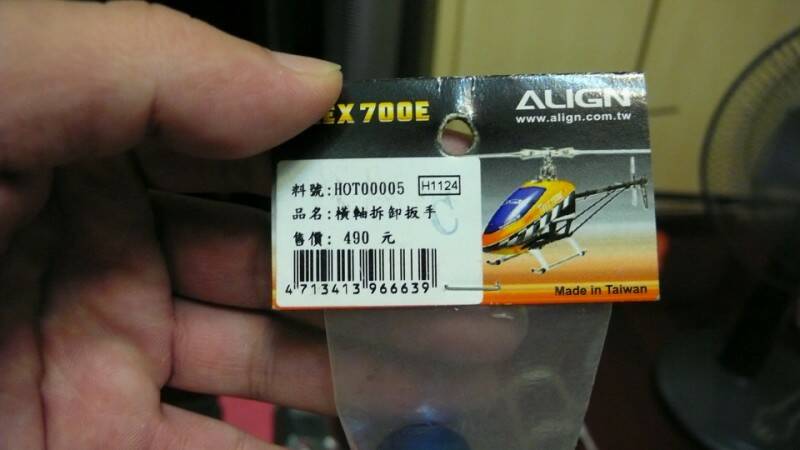 EX 700E
ALIGN
www.align.com.tw
料號:HOT00005 H1124
品名:橫軸拆卸扳手
售價: 490 元
4 713413 966639
Made in Taiwan